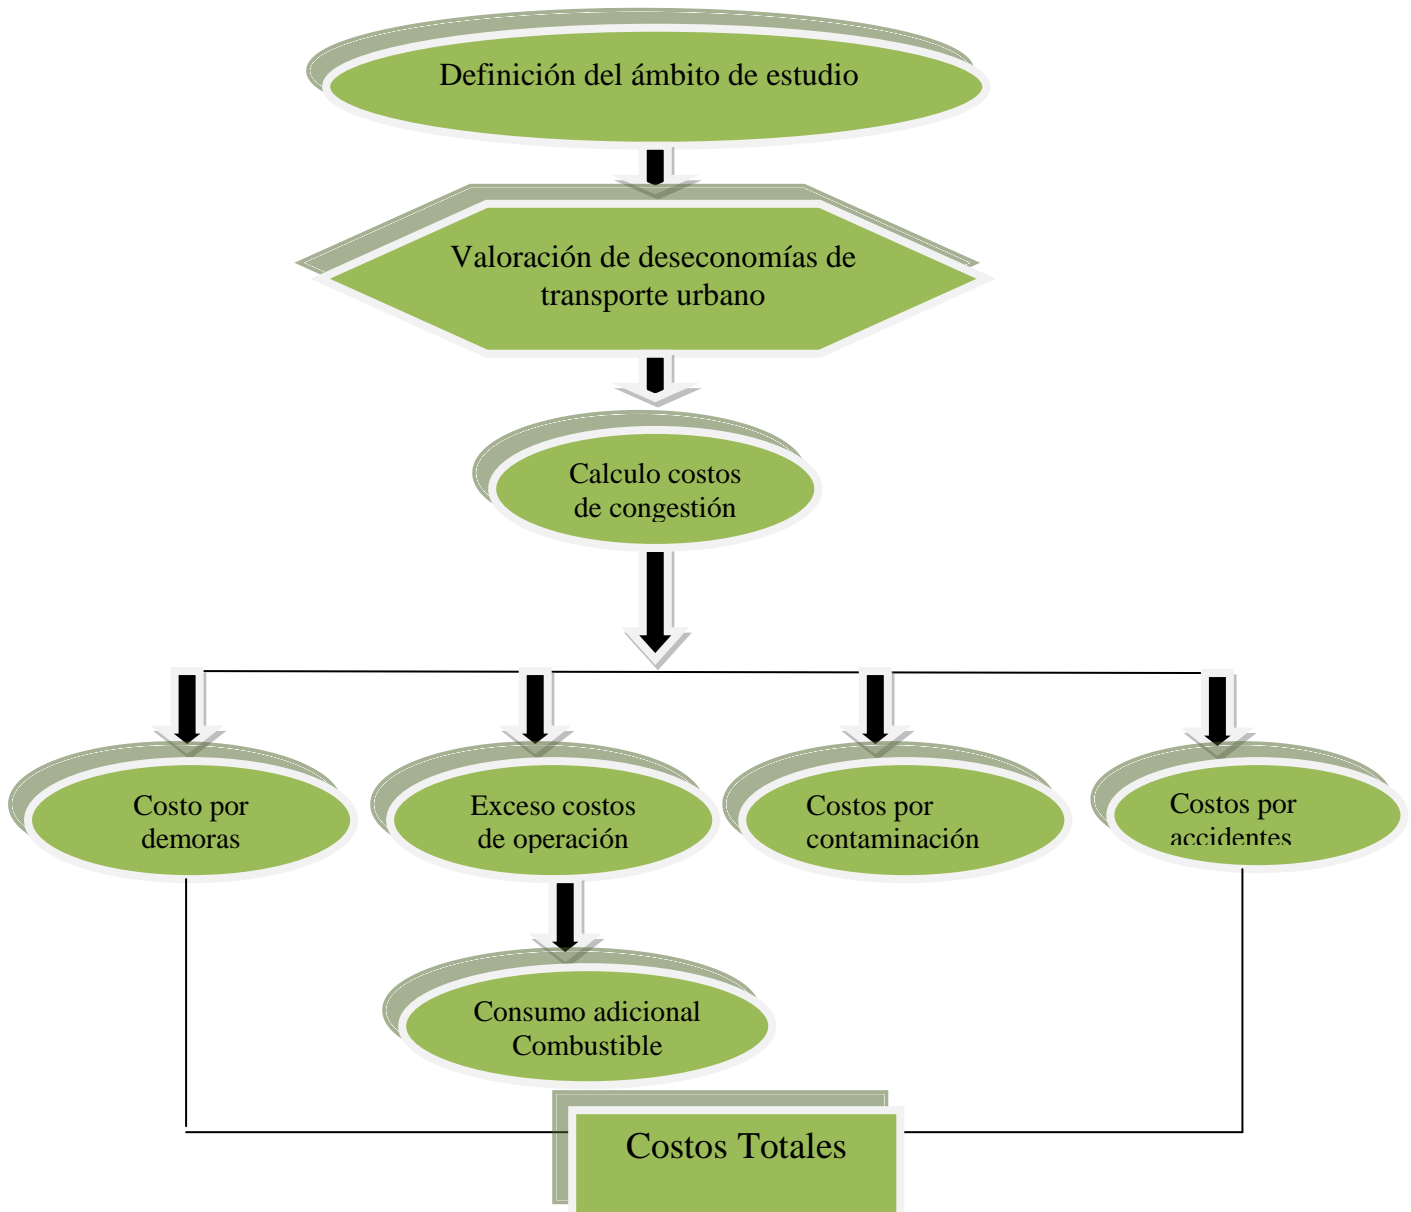 Definición del ámbito de estudio
Valoración de deseconomías de
transporte urbano
Calculo costos
de congestión
Costo por
demoras
Exceso costos
de operación
Costos por
contaminación
Costos por
accidentes
Consumo adicional
Combustible
Costos Totales